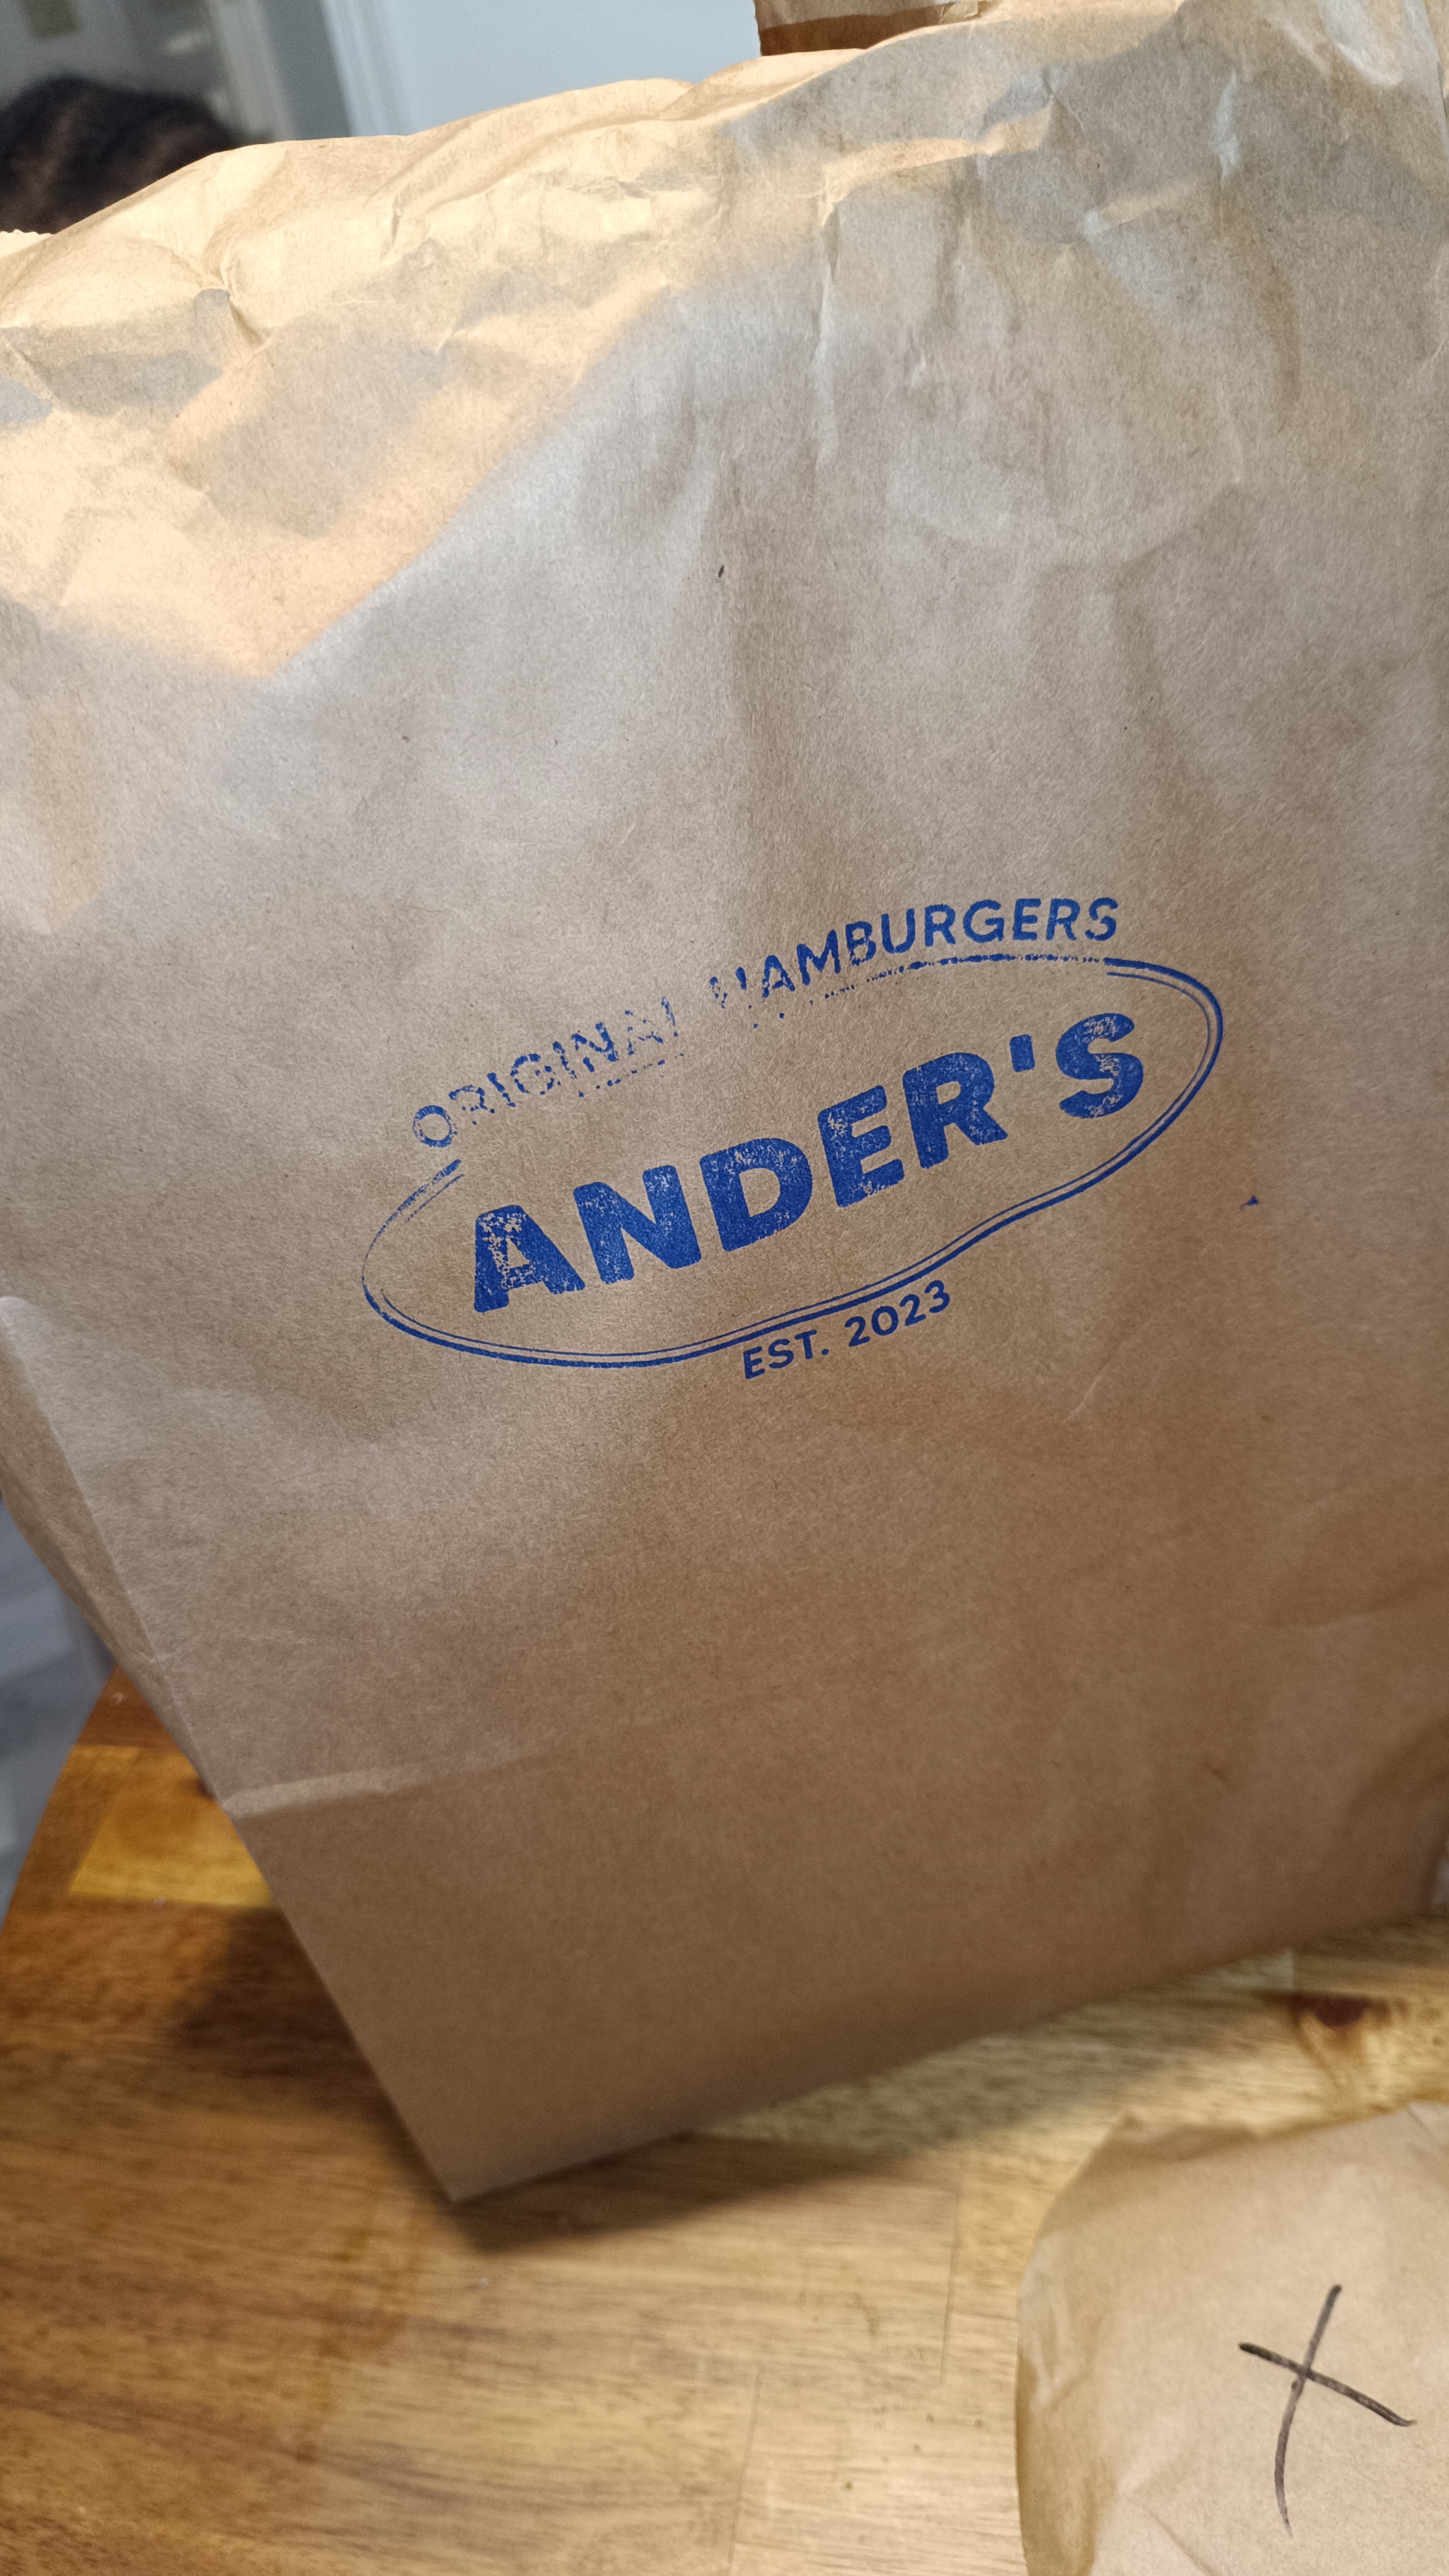 ORIGINAL HAMBURGERS
ANDER'S
EST. 2023
X